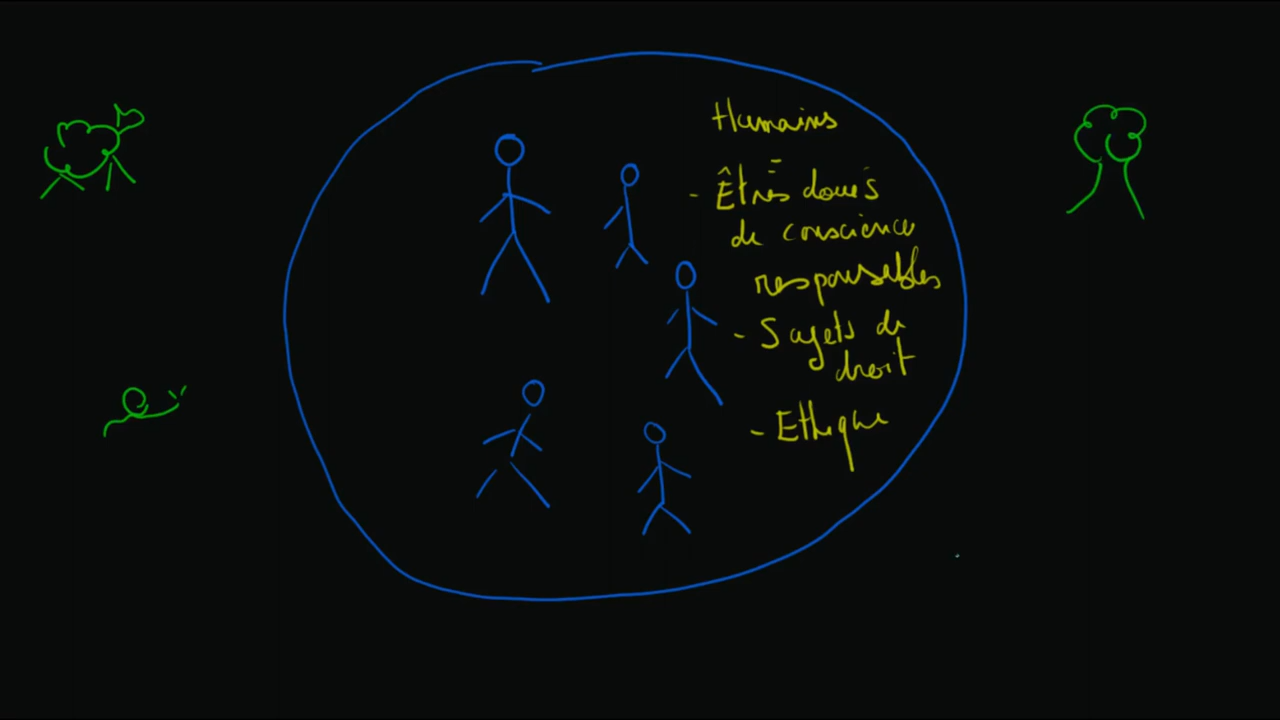 Humains
- Êtres doués
de conscience
responsables
- Sujets de
droit
- Ethique